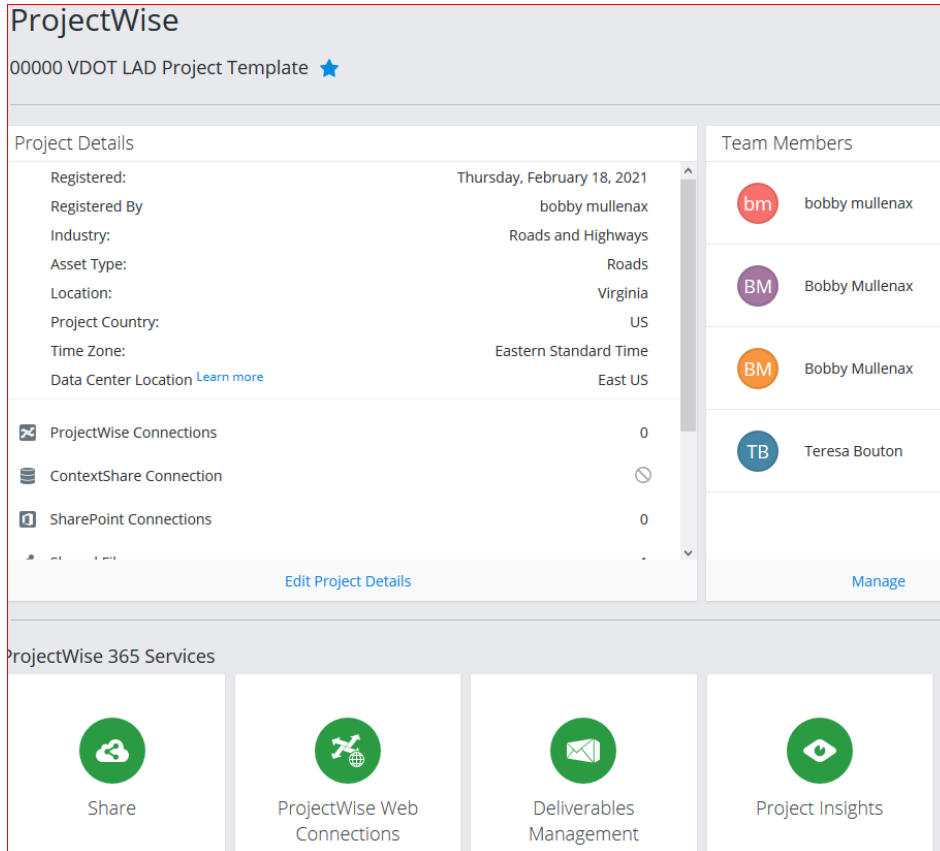 ProjectWise
00000 VDOT LAD Project Template
Project Details
Registered: Thursday, February 18, 2021
Registered By bobby mullenax
Industry: Roads and Highways
Asset Type: Roads
Location: Virginia
Project Country: US
Time Zone: Eastern Standard Time
Data Center Location Learn more East US
ProjectWise Connections 0
ContextShare Connection
SharePoint Connections 0
Edit Project Details
Team Members
bm bobby mullenax
BM Bobby Mullenax
BM Bobby Mullenax
TB Teresa Bouton
Manage
ProjectWise 365 Services
Share
ProjectWise Web
Connections
Deliverables
Management
Project Insights